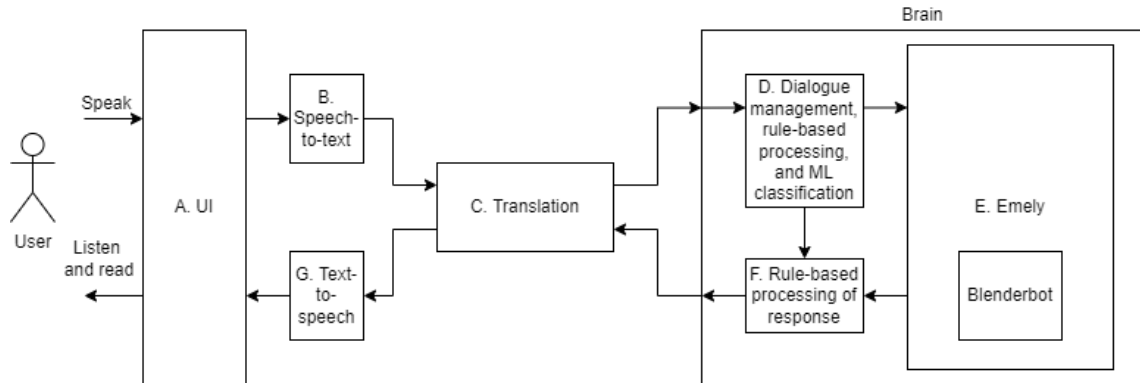 Brain
Speak
B.
Speech-
to-text
D. Dialogue
management,
rule-based
processing,
and ML
classification
A. UI
C. Translation
E. Emely
User
Listen
and read
G. Text-
to-
speech
F. Rule-based
processing of
response
Blenderbot